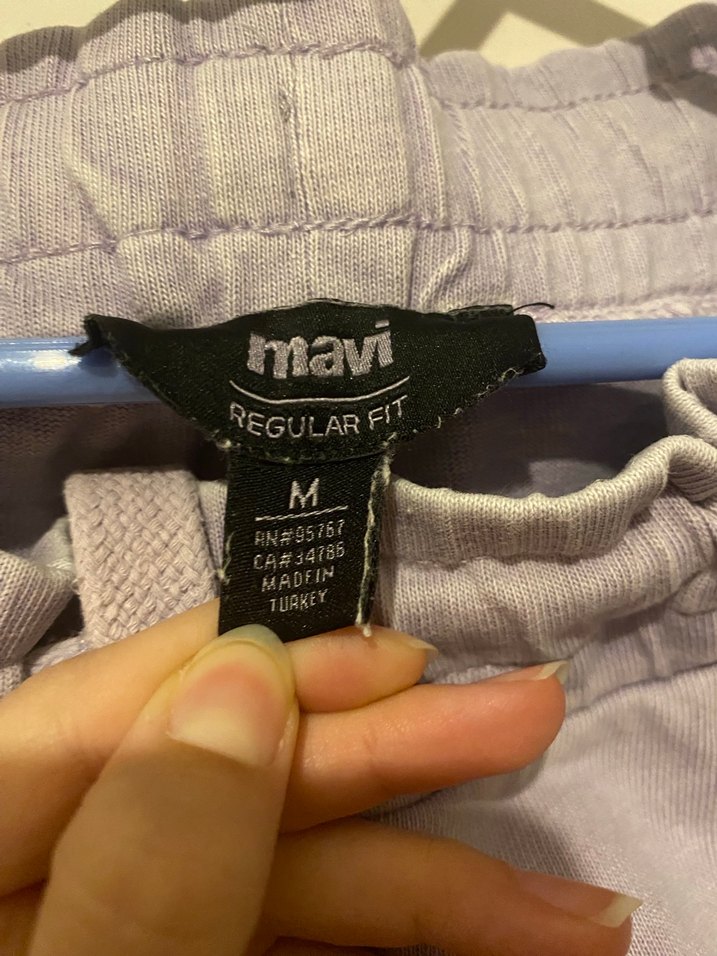 mavi
REGULAR FIT
M
RN#95767
CA#34786
MADE IN
TURKEY